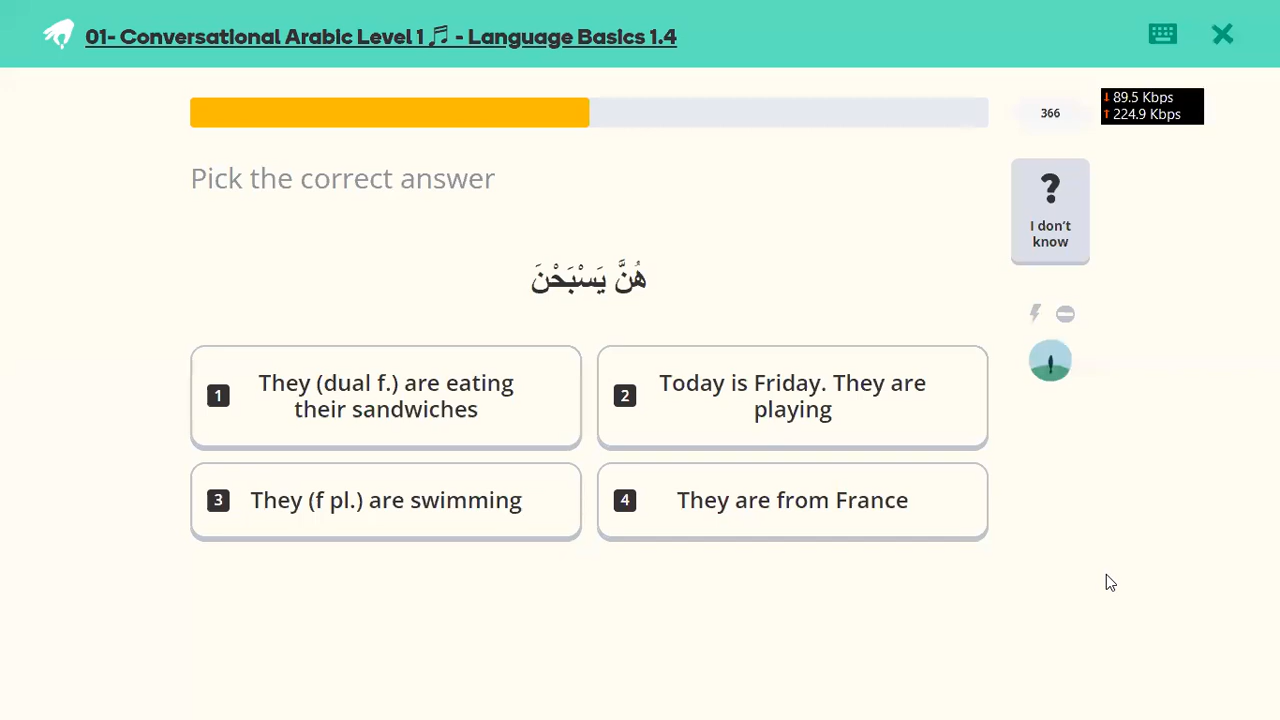 01- Conversational Arabic Level 1 🎵 - Language Basics 1.4
366
↓ 89.5 Kbps
↑ 224.9 Kbps
Pick the correct answer
?
I don't
know
هُنَّ يَسْبَحْنَ
1 They (dual f.) are eating
their sandwiches
2 Today is Friday. They are
playing
3 They (f pl.) are swimming
4 They are from France